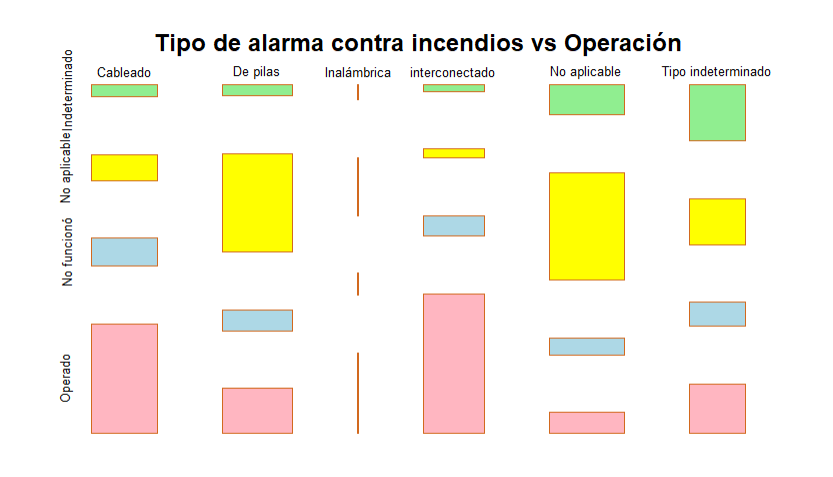 Tipo de alarma contra incendios vs Operación
Cableado
De pilas
Inalámbrica
interconectado
No aplicable
Tipo indeterminado
Indeterminado
No aplicable
No funcionó
Operado